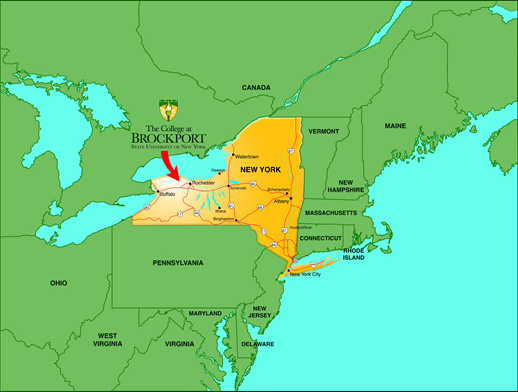 CANADA
The College at
BROCKPORT
STATE UNIVERSITY OF NEW YORK
VERMONT
MAINE
Watertown
Oswego
NEW YORK
Rochester
Syracuse
Buffalo
NEW
HAMPSHIRE
Schenectady
Albany
Ithaca
Binghamton
MASSACHUSETTS
Hudson River
CONNECTICUT
RHODE
ISLAND
PENNSYLVANIA
New York City
OHIO
NEW
JERSEY
MARYLAND
WEST
VIRGINIA
VIRGINIA
DELAWARE